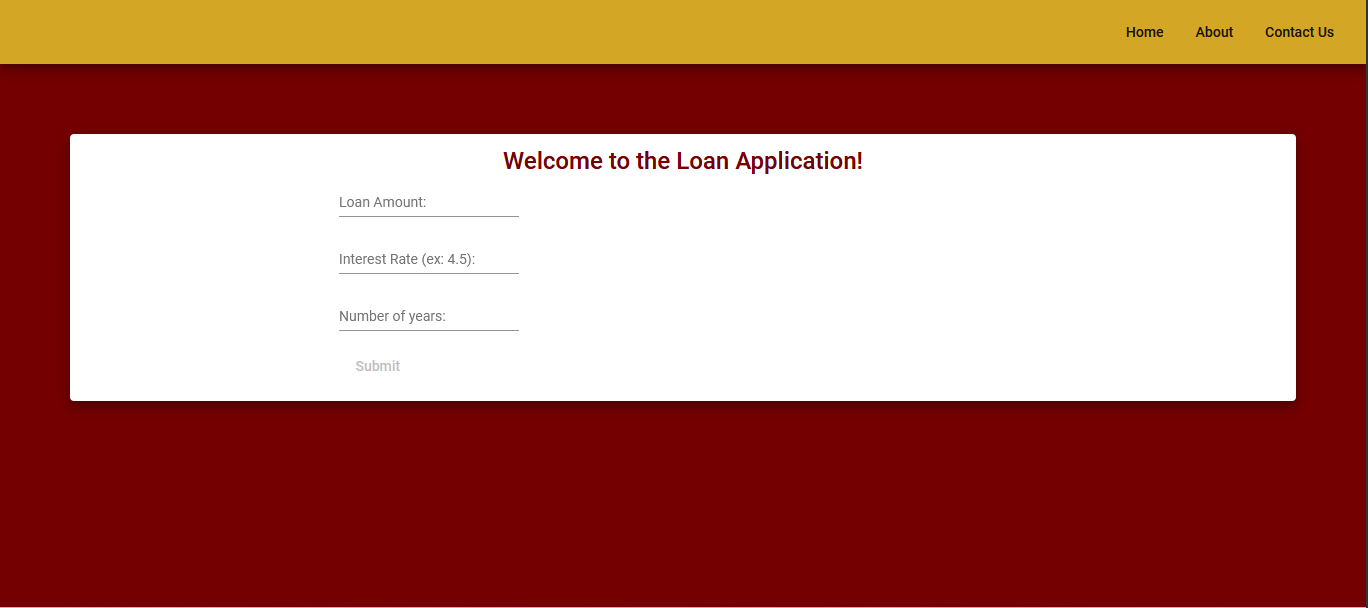 Home About Contact Us
Welcome to the Loan Application!
Loan Amount:
Interest Rate (ex: 4.5):
Number of years:
Submit